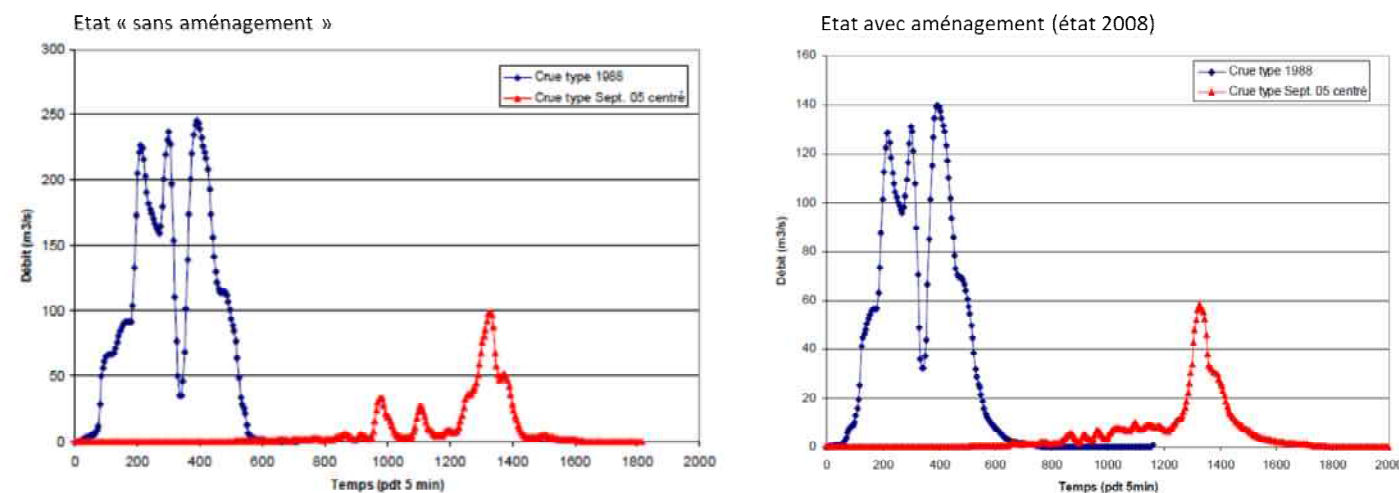 Etat « sans aménagement »
300
250
200
150
100
50
0
Débit (m3/s)
Crue type 1988
Crue type Sept. 05 centré
0 200 400 600 800 1000 1200 1400 1600 1800 2000
Temps (pdt 5 min)
Etat avec aménagement (état 2008)
160
140
120
100
80
60
40
20
0
Débit (m3/s)
Crue type 1988
Crue type Sept. 05 centré
0 200 400 600 800 1000 1200 1400 1600 1800 2000
Temps (pdt 5min)